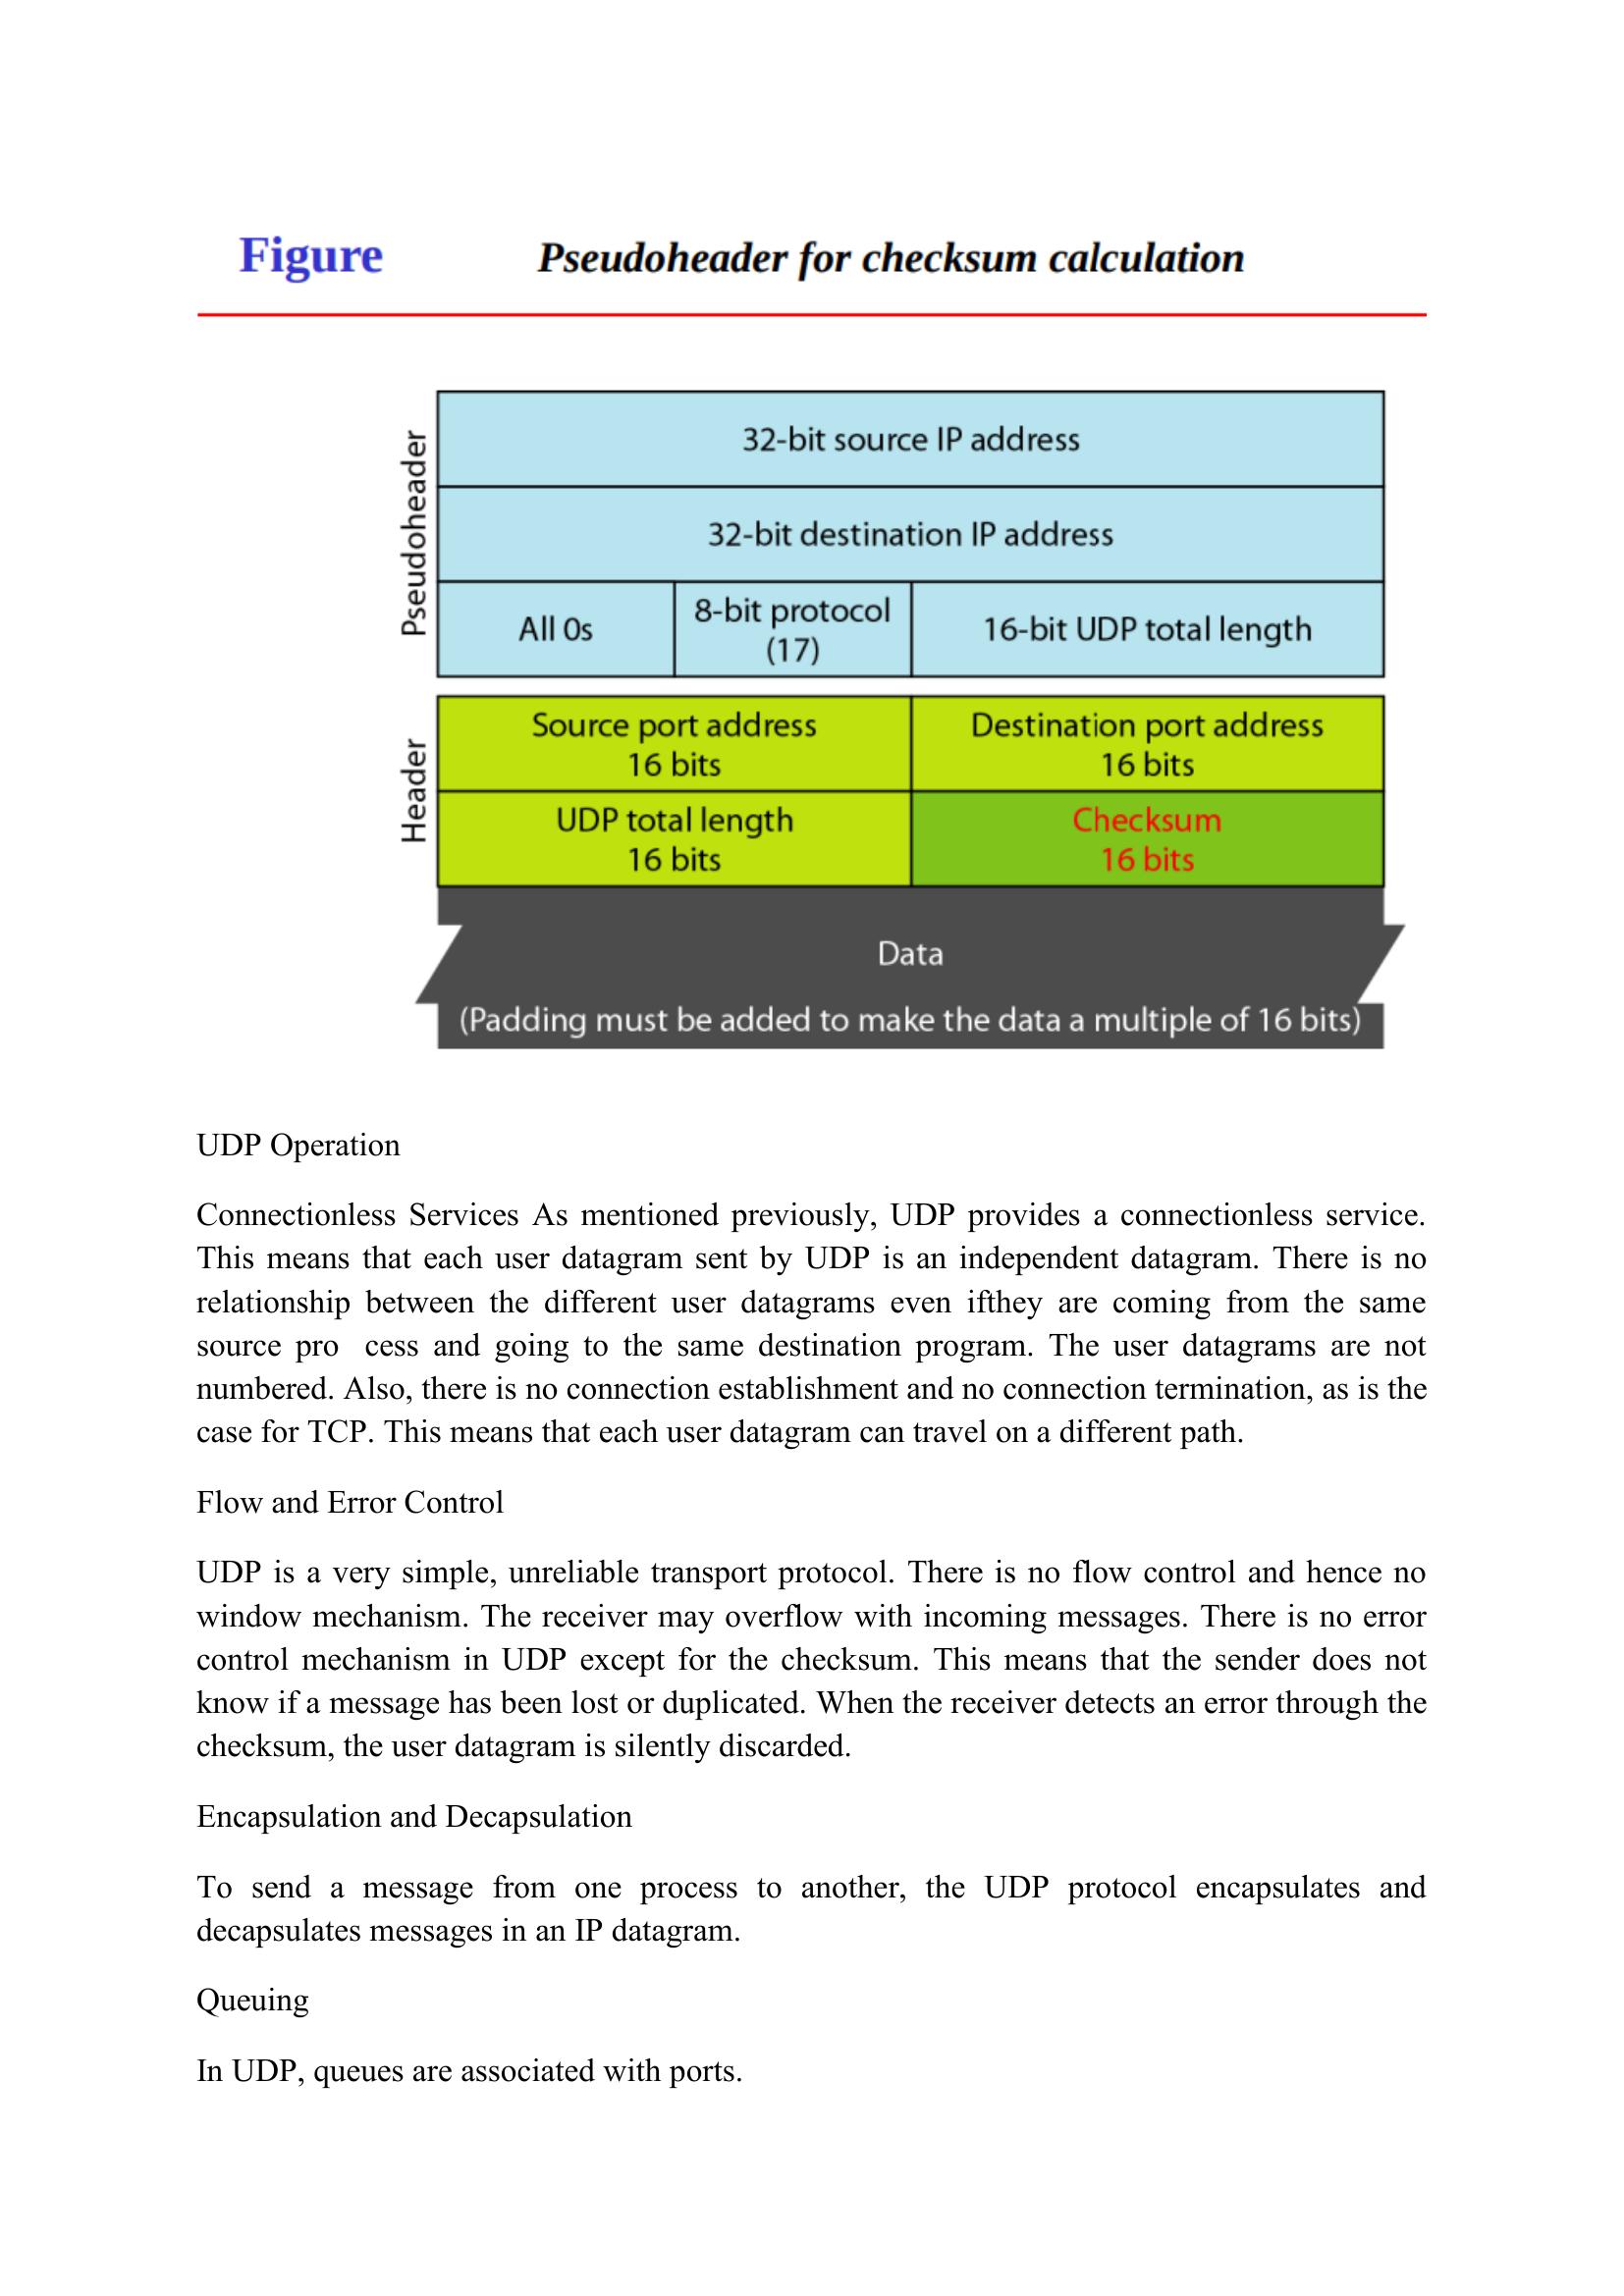 Figure Pseudoheader for checksum calculation
Pseudoheader
32-bit source IP address
32-bit destination IP address
All 0s
8-bit protocol
(17)
16-bit UDP total length
Header
Source port address
16 bits
Destination port address
16 bits
UDP total length
16 bits
Checksum
16 bits
Data
(Padding must be added to make the data a multiple of 16 bits)
UDP Operation
Connectionless Services As mentioned previously, UDP provides a connectionless service.
This means that each user datagram sent by UDP is an independent datagram. There is no
relationship between the different user datagrams even ifthey are coming from the same
source pro cess and going to the same destination program. The user datagrams are not
numbered. Also, there is no connection establishment and no connection termination, as is the
case for TCP. This means that each user datagram can travel on a different path.
Flow and Error Control
UDP is a very simple, unreliable transport protocol. There is no flow control and hence no
window mechanism. The receiver may overflow with incoming messages. There is no error
control mechanism in UDP except for the checksum. This means that the sender does not
know if a message has been lost or duplicated. When the receiver detects an error through the
checksum, the user datagram is silently discarded.
Encapsulation and Decapsulation
To send a message from one process to another, the UDP protocol encapsulates and
decapsulates messages in an IP datagram.
Queuing
In UDP, queues are associated with ports.